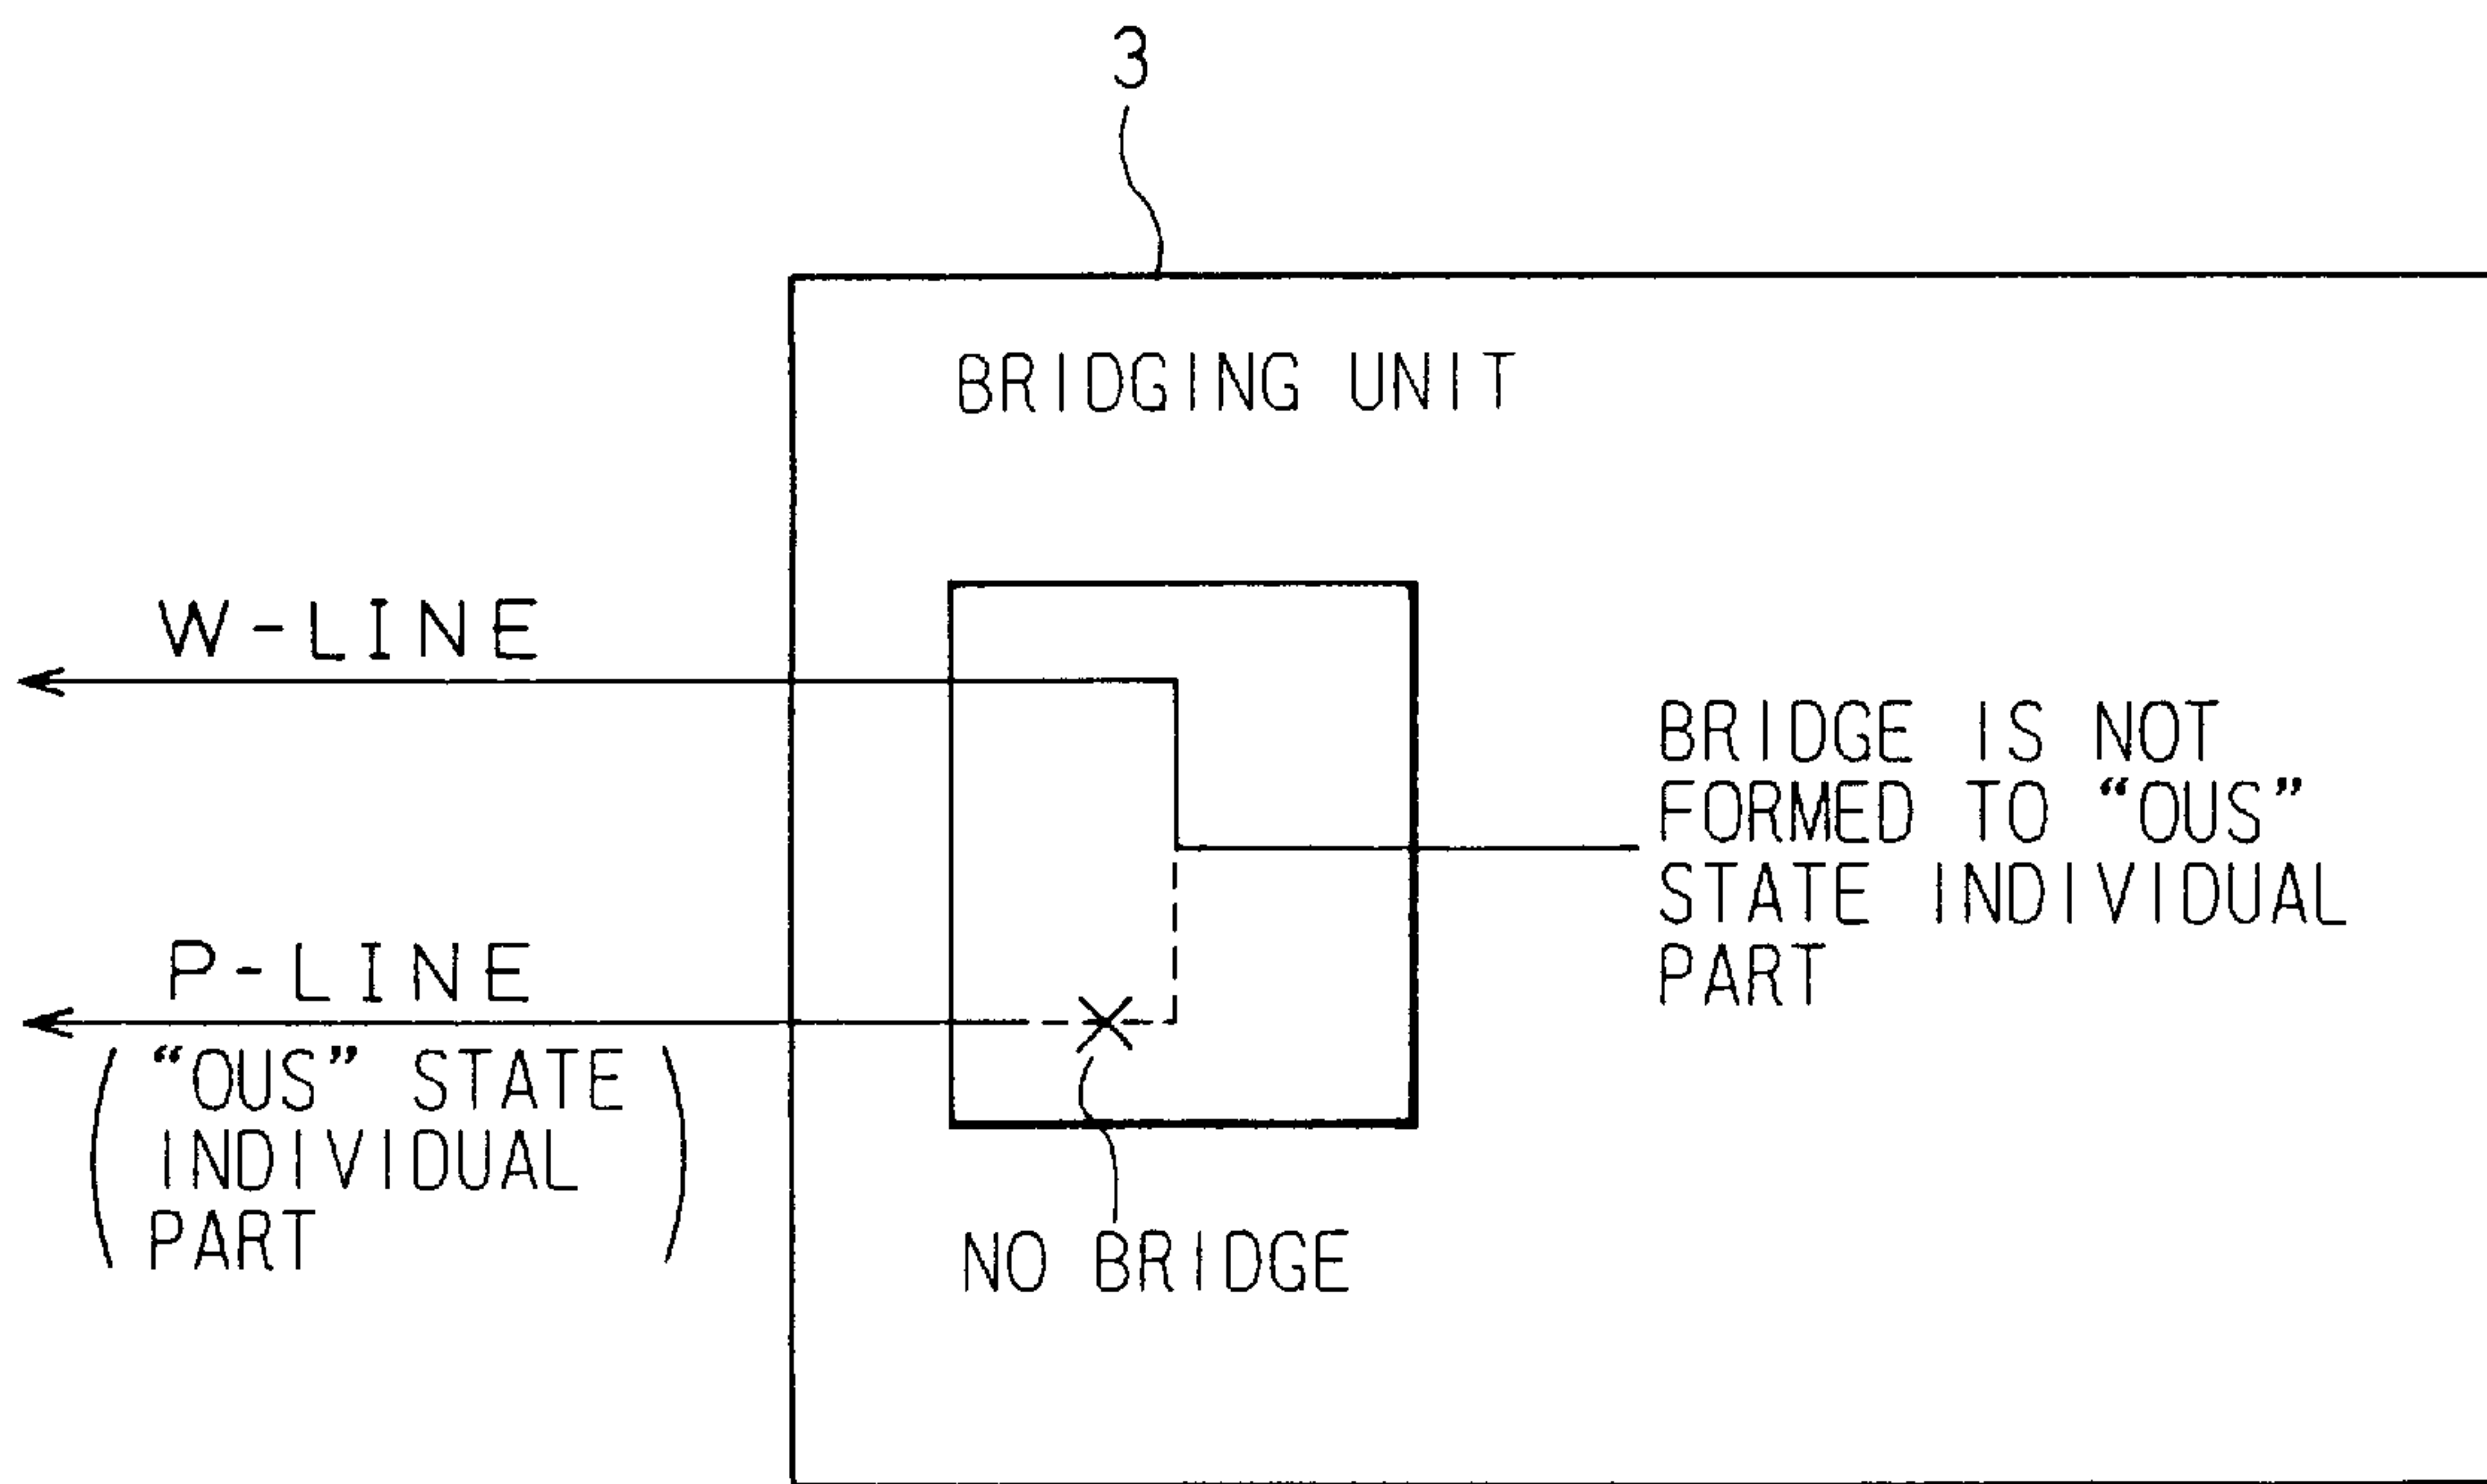 3
BRIDGING UNIT
W-LINE
BRIDGE IS NOT
FORMED TO “OUS”
STATE INDIVIDUAL
PART
P-LINE
“OUS” STATE
INDIVIDUAL
PART
NO BRIDGE